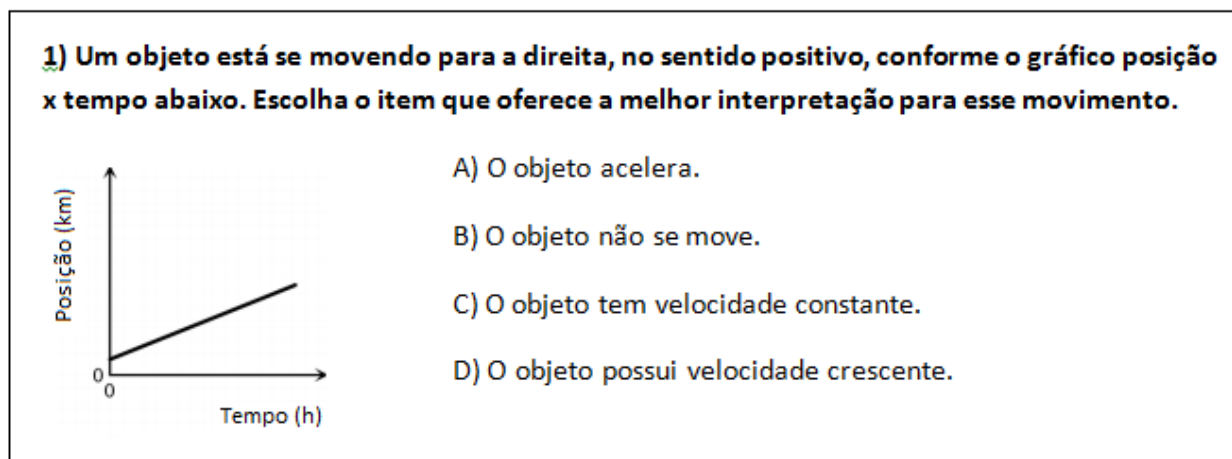 1) Um objeto está se movendo para a direita, no sentido positivo, conforme o gráfico posição
x tempo abaixo. Escolha o item que oferece a melhor interpretação para esse movimento.
Posição (km)
0
0
Tempo (h)
A) O objeto acelera.
B) O objeto não se move.
C) O objeto tem velocidade constante.
D) O objeto possui velocidade crescente.